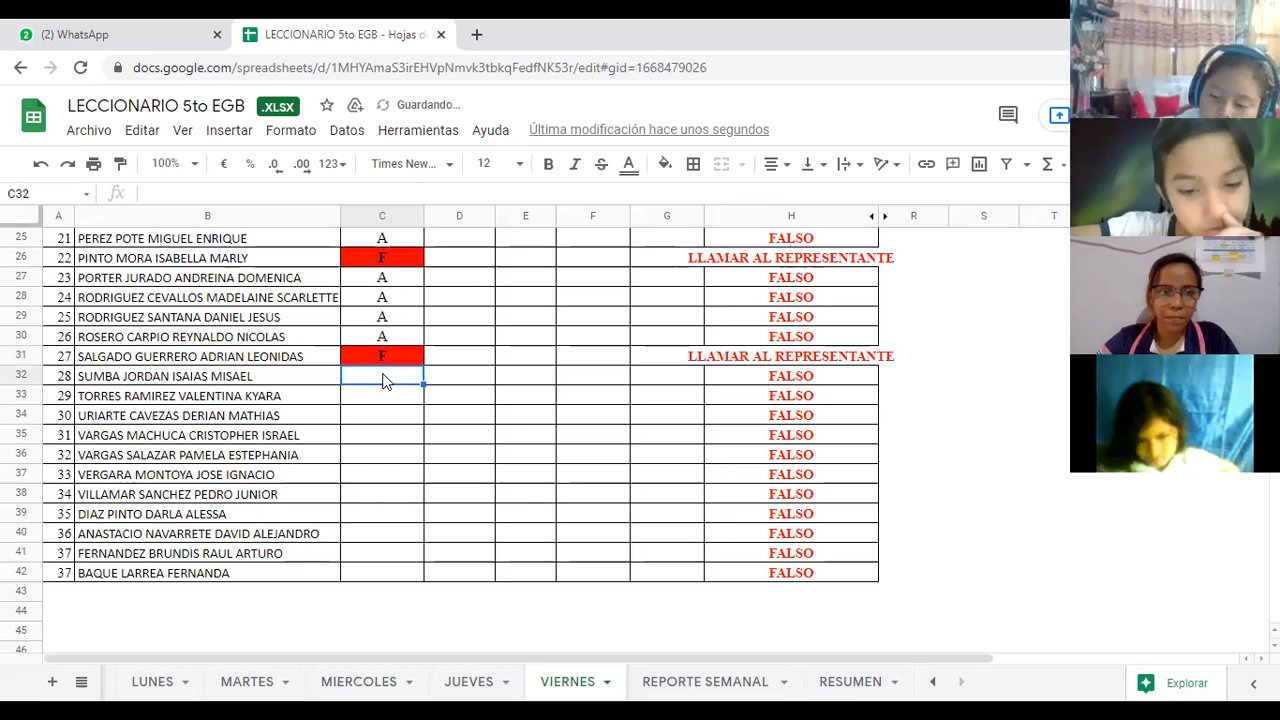 2 (2) WhatsApp × LECCIONARIO 5to EGB - Hojas de × +
docs.google.com/spreadsheets/d/1MHYAmaS3irEHVpNmvk3tbkqFedfNK53r/edit#gid=1668479026
LECCIONARIO 5to EGB .XLSX Guardando…
Archivo Editar Ver Insertar Formato Datos Herramientas Ayuda Última modificación hace unos segundos
100% € % .0 .00 123 Times New... 12 B I S A Σ
C32 fx
A B C D E F G H R S T
25 21 PEREZ POTE MIGUEL ENRIQUE A FALSO
26 22 PINTO MORA ISABELLA MARLY F LLAMAR AL REPRESENTANTE
27 23 PORTER JURADO ANDREINA DOMENICA A FALSO
28 24 RODRIGUEZ CEVALLOS MADELAINE SCARLETTE A FALSO
29 25 RODRIGUEZ SANTANA DANIEL JESUS A FALSO
30 26 ROSERO CARPIO REYNALDO NICOLAS A FALSO
31 27 SALGADO GUERRERO ADRIAN LEONIDAS F LLAMAR AL REPRESENTANTE
32 28 SUMBA JORDAN ISAIAS MISAEL FALSO
33 29 TORRES RAMIREZ VALENTINA KYARA FALSO
34 30 URIARTE CAVEZAS DERIAN MATHIAS FALSO
35 31 VARGAS MACHUCA CRISTOPHER ISRAEL FALSO
36 32 VARGAS SALAZAR PAMELA ESTEPHANIA FALSO
37 33 VERGARA MONTOYA JOSE IGNACIO FALSO
38 34 VILLAMAR SANCHEZ PEDRO JUNIOR FALSO
39 35 DIAZ PINTO DARLA ALESSA FALSO
40 36 ANASTACIO NAVARRETE DAVID ALEJANDRO FALSO
41 37 FERNANDEZ BRUNDIS RAUL ARTURO FALSO
42 37 BAQUE LARREA FERNANDA FALSO
43
44
45
46
+ LUNES MARTES MIERCOLES JUEVES VIERNES REPORTE SEMANAL RESUMEN Explorar